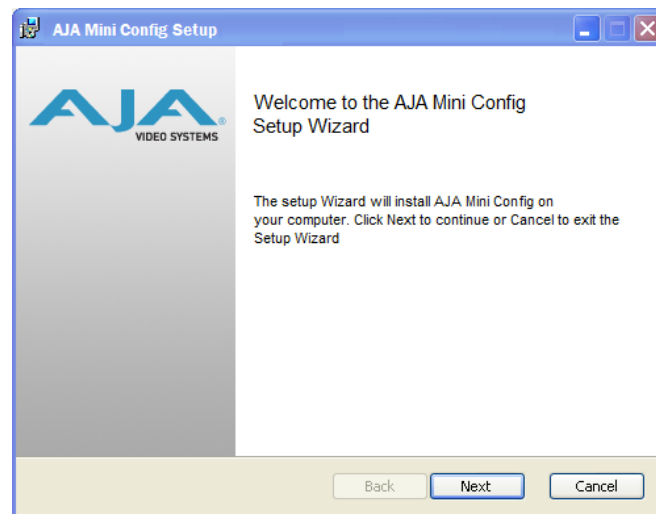 AJA Mini Config Setup
AJA®
VIDEO SYSTEMS
Welcome to the AJA Mini Config
Setup Wizard
The setup Wizard will install AJA Mini Config on
your computer. Click Next to continue or Cancel to exit the
Setup Wizard
Back
Next
Cancel